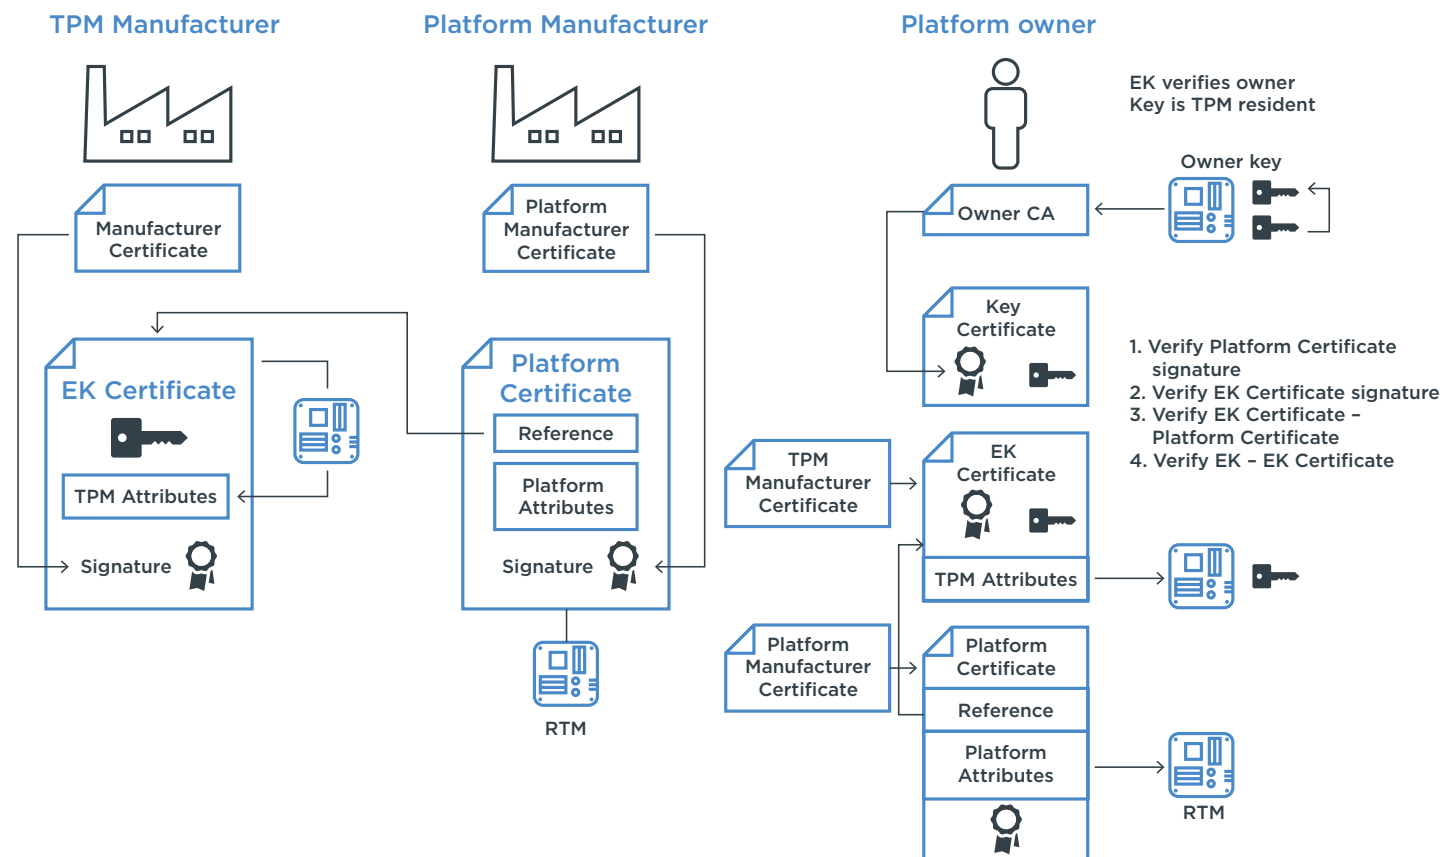 TPM Manufacturer
Manufacturer
Certificate
EK Certificate
TPM Attributes
Signature
Platform Manufacturer
Platform
Manufacturer
Certificate
Platform
Certificate
Reference
Platform
Attributes
Signature
RTM
Platform owner
EK verifies owner
Key is TPM resident
Owner key
Owner CA
Key
Certificate
1. Verify Platform Certificate
signature
2. Verify EK Certificate signature
3. Verify EK Certificate –
Platform Certificate
4. Verify EK – EK Certificate
TPM
Manufacturer
Certificate
EK
Certificate
TPM Attributes
Platform
Manufacturer
Certificate
Platform
Certificate
Reference
Platform
Attributes
RTM